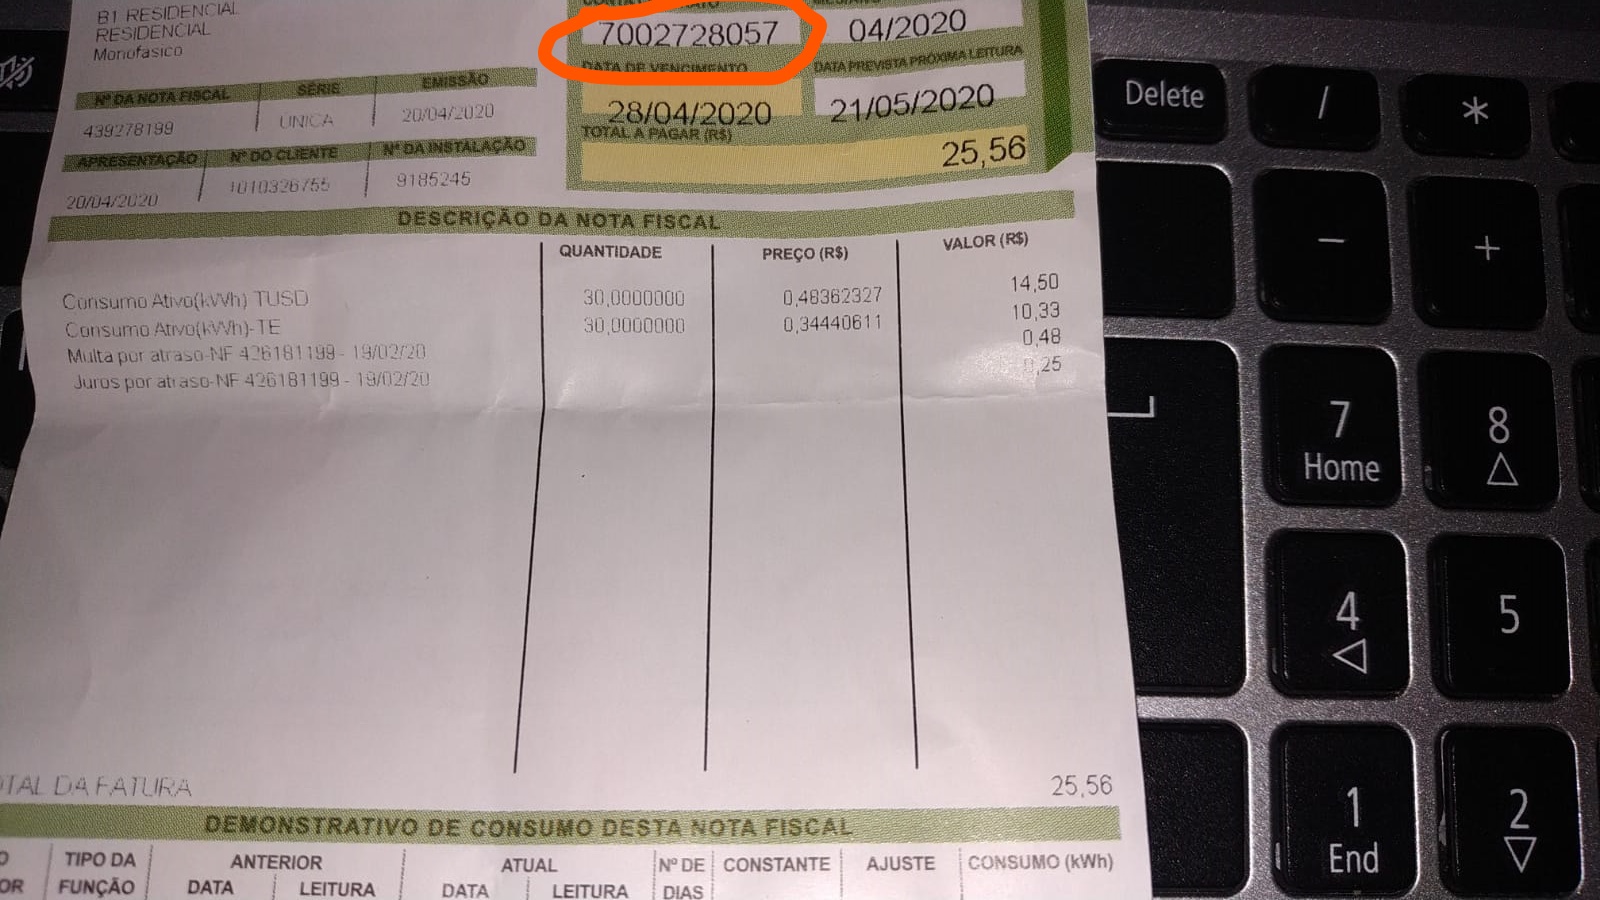 B1 RESIDENCIAL
RESIDENCIAL
Monofásico
7002728057
04/2020
DATA DE VENCIMENTO
DATA PREVISTA PRÓXIMA LEITURA
28/04/2020
21/05/2020
TOTAL A PAGAR (R$)
25,56
Nº DA NOTA FISCAL SÉRIE EMISSÃO
439278199 ÚNICA 20/04/2020
APRESENTAÇÃO Nº DO CLIENTE Nº DA INSTALAÇÃO
20/04/2020 1010326755 9185245
DESCRIÇÃO DA NOTA FISCAL
QUANTIDADE PREÇO (R$) VALOR (R$)
Consumo Ativo(kWh) TUSD 30,0000000 0,48362327 14,50
Consumo Ativo(kWh)-TE 30,0000000 0,34440611 10,33
Multa por atraso-NF 426181199 - 19/02/20 0,48
Juros por atraso-NF 426181199 - 19/02/20 0,25
TAL DA FATURA 25,56
DEMONSTRATIVO DE CONSUMO DESTA NOTA FISCAL
TIPO DA FUNÇÃO ANTERIOR ATUAL Nº DE DIAS CONSTANTE AJUSTE CONSUMO (kWh)
DATA LEITURA DATA LEITURA
Delete / *
- +
7 Home 8
4 5
1 End 2